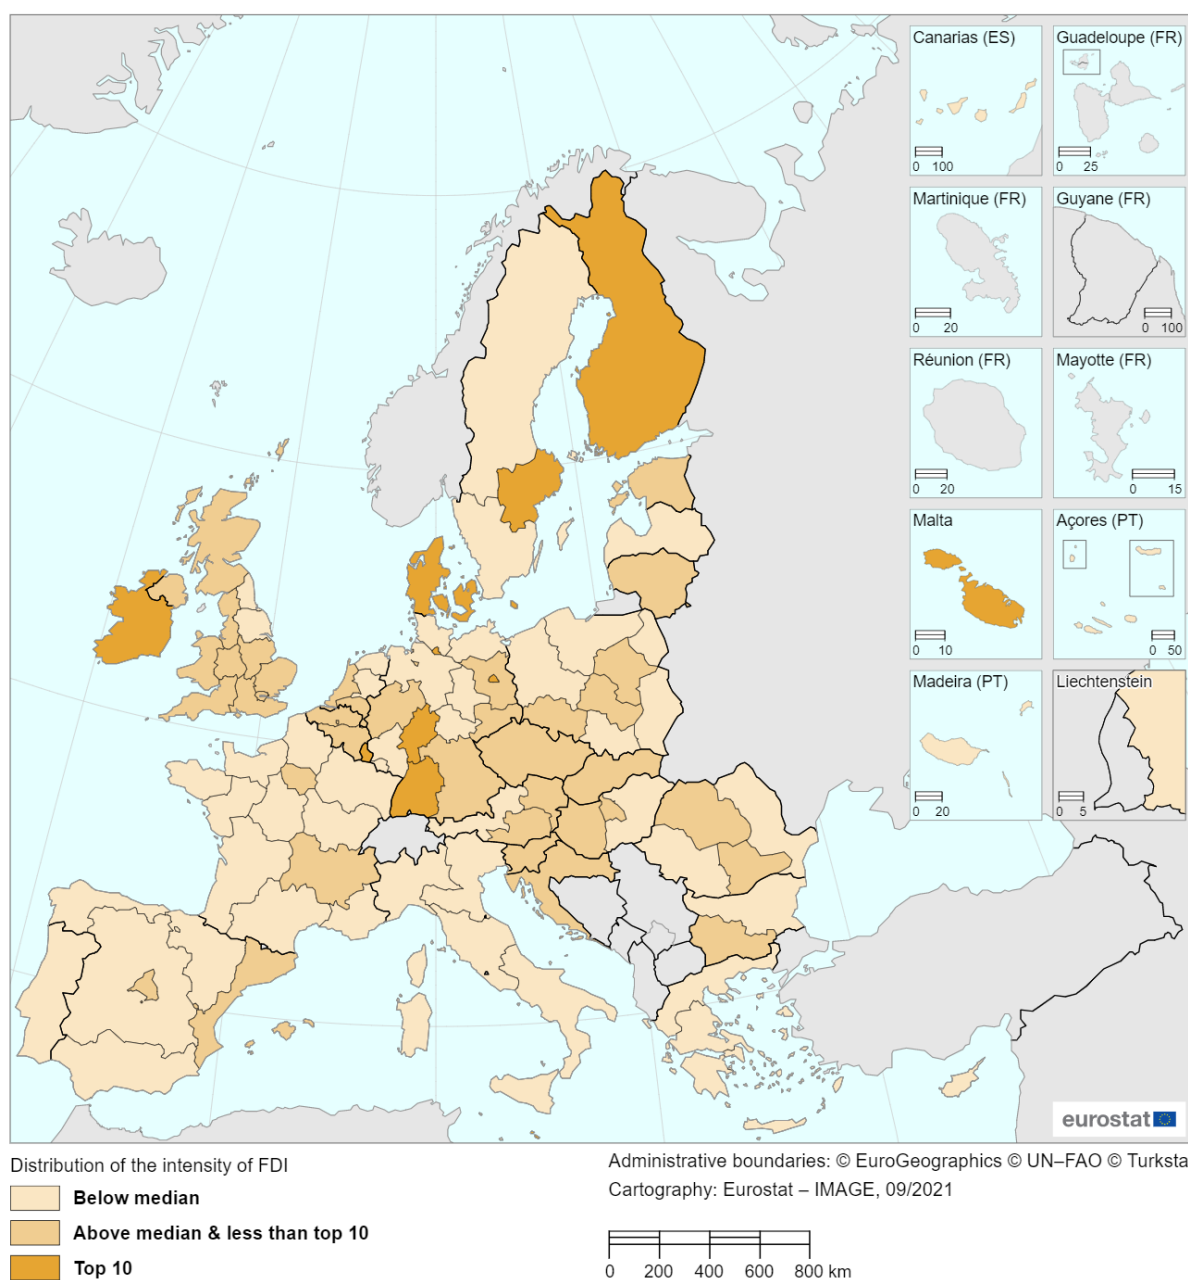 Canarias (ES)
0 100
Guadeloupe (FR)
0 25
Martinique (FR)
0 20
Guyane (FR)
0 100
Réunion (FR)
0 20
Mayotte (FR)
0 15
Malta
0 10
Açores (PT)
0 50
Madeira (PT)
0 20
Liechtenstein
0 5
eurostat
Distribution of the intensity of FDI
Below median
Above median & less than top 10
Top 10
Administrative boundaries: © EuroGeographics © UN–FAO © Turksta
Cartography: Eurostat – IMAGE, 09/2021
0 200 400 600 800 km